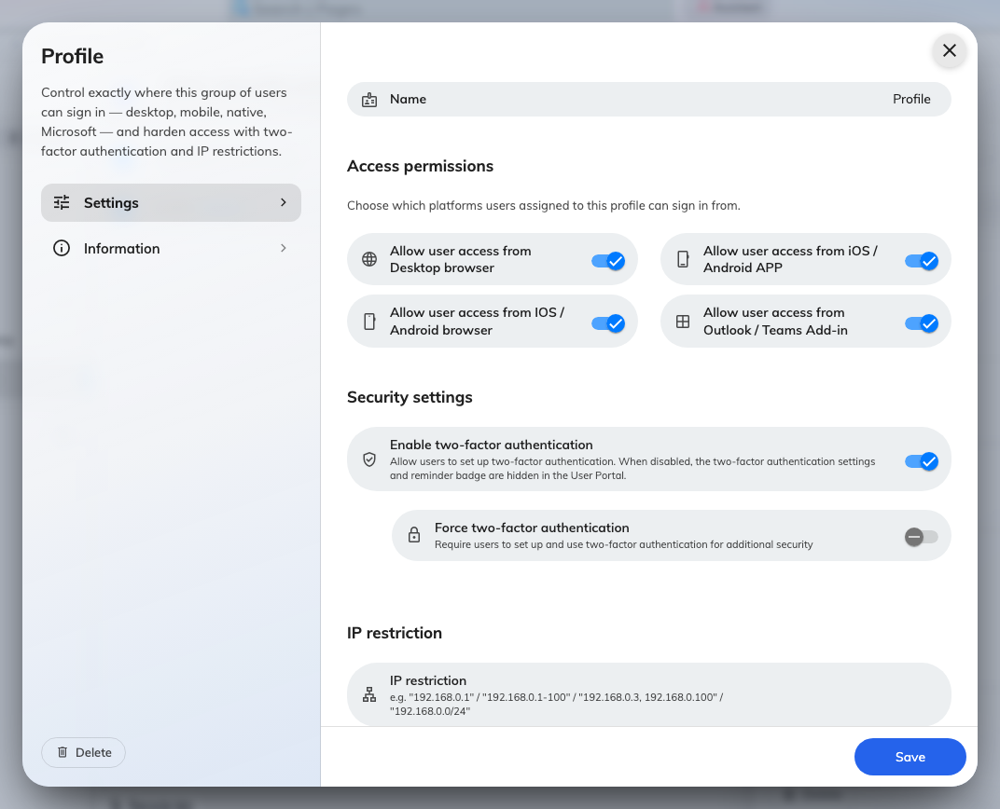 Profile
Control exactly where this group of users
can sign in — desktop, mobile, native,
Microsoft — and harden access with two-
factor authentication and IP restrictions.
Settings
Information
Delete
Name
Profile
Access permissions
Choose which platforms users assigned to this profile can sign in from.
Allow user access from
Desktop browser
Allow user access from iOS /
Android APP
Allow user access from IOS /
Android browser
Allow user access from
Outlook / Teams Add-in
Security settings
Enable two-factor authentication
Allow users to set up two-factor authentication. When disabled, the two-factor authentication settings
and reminder badge are hidden in the User Portal.
Force two-factor authentication
Require users to set up and use two-factor authentication for additional security
IP restriction
IP restriction
e.g. "192.168.0.1" / "192.168.0.1-100" / "192.168.0.3, 192.168.0.100" /
"192.168.0.0/24"
Save